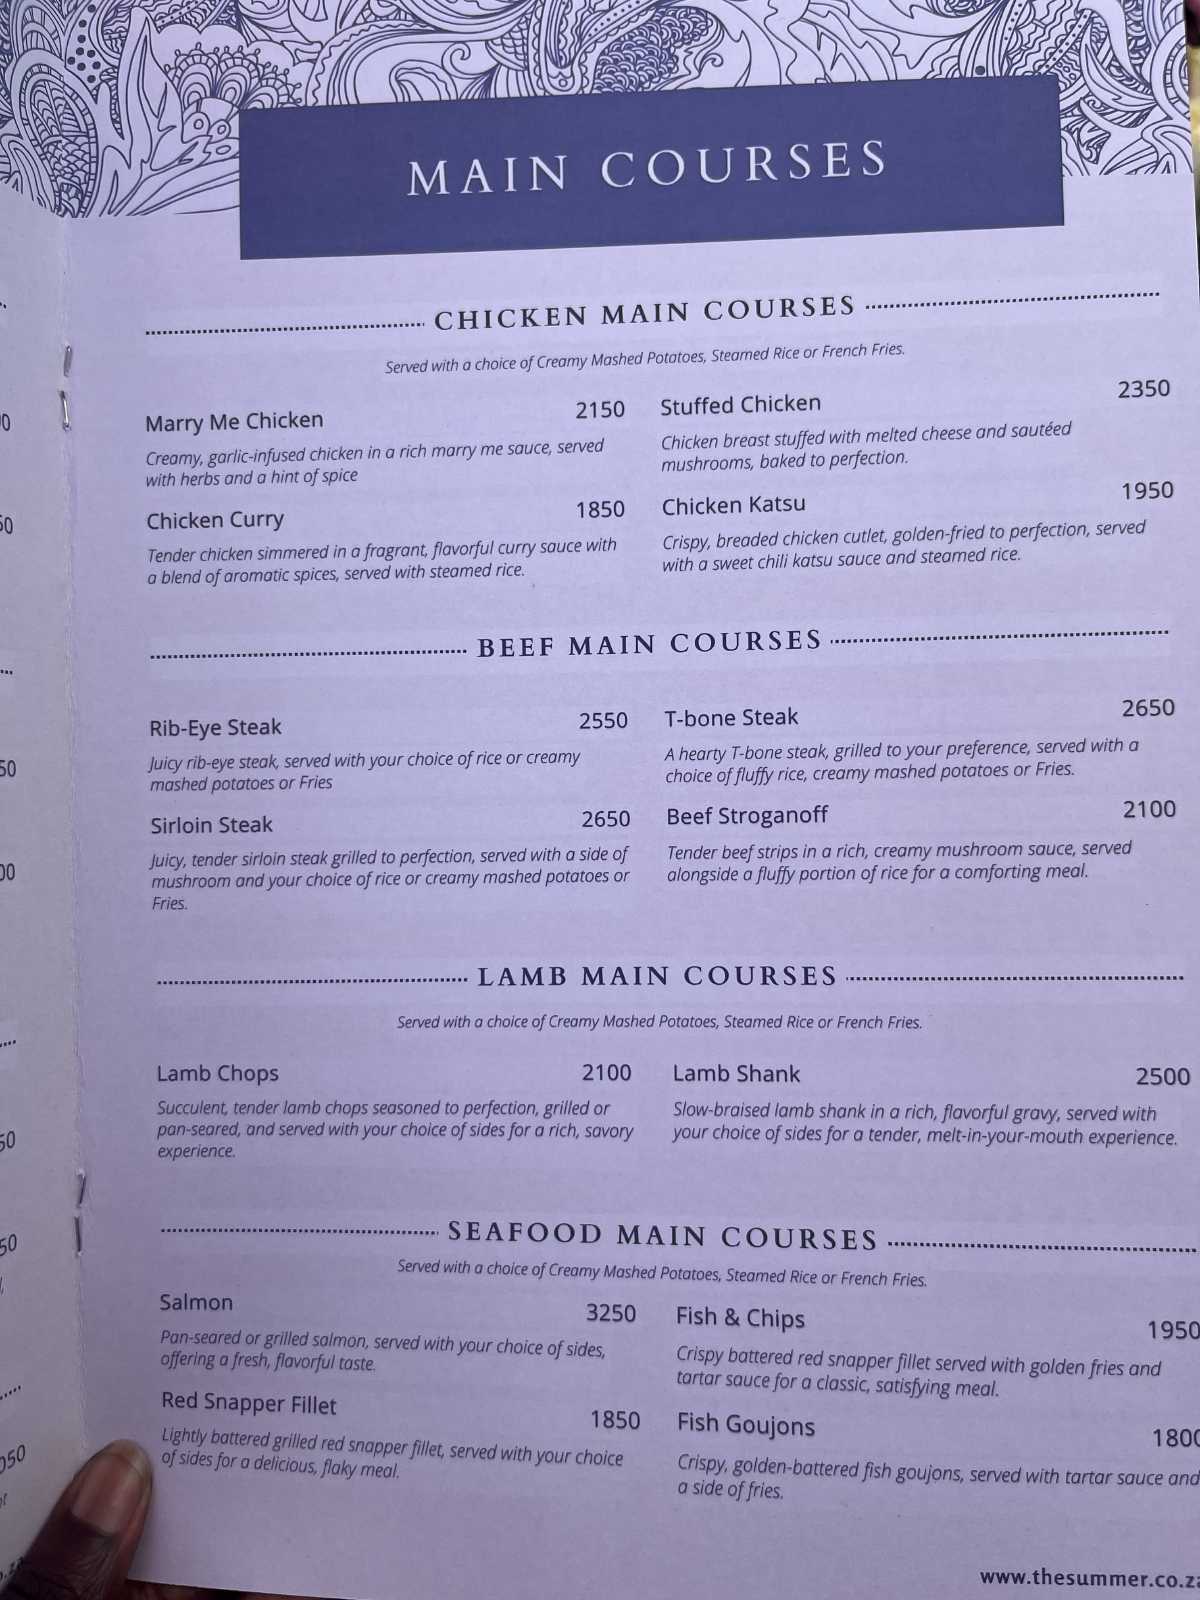 MAIN COURSES
CHICKEN MAIN COURSES
Served with a choice of Creamy Mashed Potatoes, Steamed Rice or French Fries.
Marry Me Chicken 2150
Creamy, garlic-infused chicken in a rich marry me sauce, served
with herbs and a hint of spice
Chicken Curry 1850
Tender chicken simmered in a fragrant, flavorful curry sauce with
a blend of aromatic spices, served with steamed rice.
Stuffed Chicken 2350
Chicken breast stuffed with melted cheese and sautéed
mushrooms, baked to perfection.
Chicken Katsu 1950
Crispy, breaded chicken cutlet, golden-fried to perfection, served
with a sweet chili katsu sauce and steamed rice.
BEEF MAIN COURSES
Rib-Eye Steak 2550
Juicy rib-eye steak, served with your choice of rice or creamy
mashed potatoes or Fries
Sirloin Steak 2650
Juicy, tender sirloin steak grilled to perfection, served with a side of
mushroom and your choice of rice or creamy mashed potatoes or
Fries.
T-bone Steak 2650
A hearty T-bone steak, grilled to your preference, served with a
choice of fluffy rice, creamy mashed potatoes or Fries.
Beef Stroganoff 2100
Tender beef strips in a rich, creamy mushroom sauce, served
alongside a fluffy portion of rice for a comforting meal.
LAMB MAIN COURSES
Served with a choice of Creamy Mashed Potatoes, Steamed Rice or French Fries.
Lamb Chops 2100
Succulent, tender lamb chops seasoned to perfection, grilled or
pan-seared, and served with your choice of sides for a rich, savory
experience.
Lamb Shank 2500
Slow-braised lamb shank in a rich, flavorful gravy, served with
your choice of sides for a tender, melt-in-your-mouth experience.
SEAFOOD MAIN COURSES
Served with a choice of Creamy Mashed Potatoes, Steamed Rice or French Fries.
Salmon 3250
Pan-seared or grilled salmon, served with your choice of sides,
offering a fresh, flavorful taste.
Red Snapper Fillet 1850
Lightly battered grilled red snapper fillet, served with your choice
of sides for a delicious, flaky meal.
Fish & Chips 1950
Crispy battered red snapper fillet served with golden fries and
tartar sauce for a classic, satisfying meal.
Fish Goujons 1800
Crispy, golden-battered fish goujons, served with tartar sauce and
a side of fries.
www.thesummer.co.za